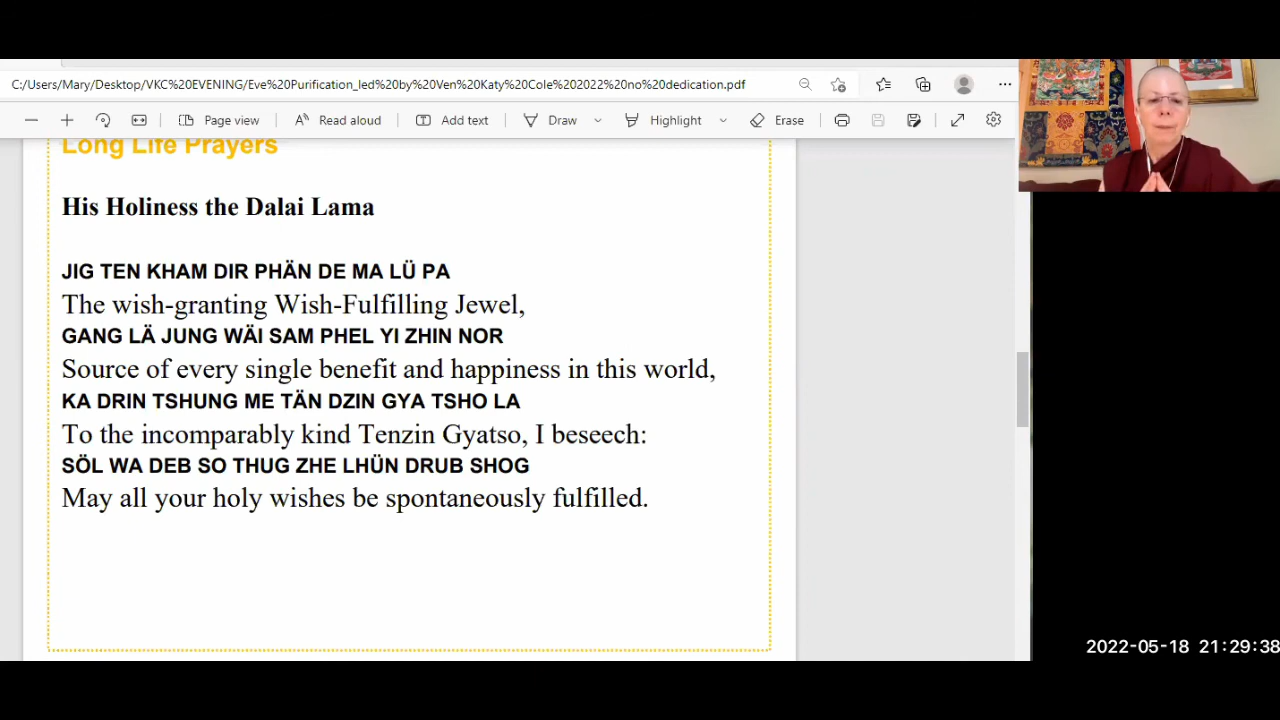 C:/Users/Mary/Desktop/VKC%20EVENING/Eve%20Purification_led%20by%20Ven%20Katy%20Cole%202022%20no%20dedication.pdf
Page view
Read aloud
Add text
Draw
Highlight
Erase
Long Life Prayers
His Holiness the Dalai Lama
JIG TEN KHAM DIR PHÄN DE MA LÜ PA
The wish-granting Wish-Fulfilling Jewel,
GANG LÄ JUNG WÄI SAM PHEL YI ZHIN NOR
Source of every single benefit and happiness in this world,
KA DRIN TSHUNG ME TÄN DZIN GYA TSHO LA
To the incomparably kind Tenzin Gyatso, I beseech:
SÖL WA DEB SO THUG ZHE LHÜN DRUB SHOG
May all your holy wishes be spontaneously fulfilled.
2022-05-18 21:29:38